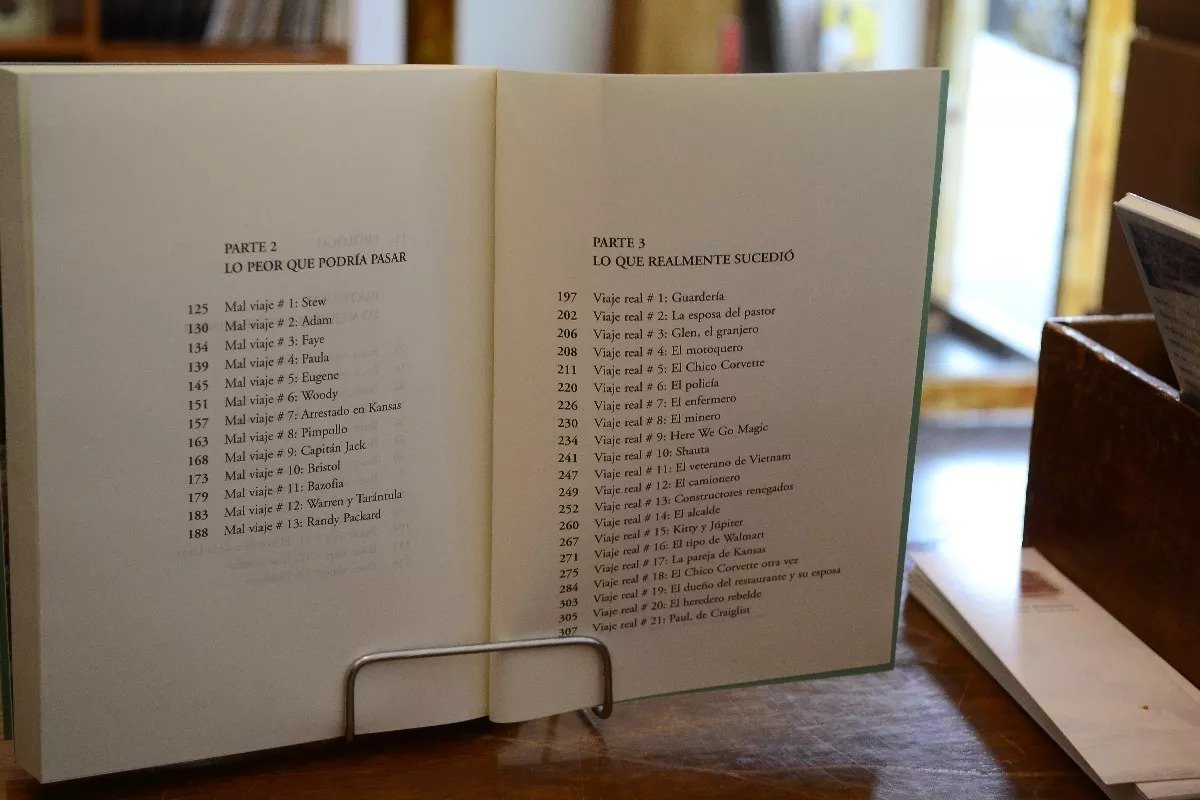 PARTE 2
LO PEOR QUE PODRÍA PASAR
125 Mal viaje # 1: Stew
130 Mal viaje # 2: Adam
134 Mal viaje # 3: Faye
139 Mal viaje # 4: Paula
145 Mal viaje # 5: Eugene
151 Mal viaje # 6: Woody
157 Mal viaje # 7: Arrestado en Kansas
163 Mal viaje # 8: Pimpollo
168 Mal viaje # 9: Capitán Jack
173 Mal viaje # 10: Bristol
179 Mal viaje # 11: Bazofia
183 Mal viaje # 12: Warren y Tarántula
188 Mal viaje # 13: Randy Packard
PARTE 3
LO QUE REALMENTE SUCEDIÓ
197 Viaje real # 1: Guardería
202 Viaje real # 2: La esposa del pastor
206 Viaje real # 3: Glen, el granjero
208 Viaje real # 4: El motoquero
211 Viaje real # 5: El Chico Corvette
220 Viaje real # 6: El policía
226 Viaje real # 7: El enfermero
230 Viaje real # 8: El minero
234 Viaje real # 9: Here We Go Magic
241 Viaje real # 10: Shauta
247 Viaje real # 11: El veterano de Vietnam
249 Viaje real # 12: El camionero
252 Viaje real # 13: Constructores renegados
260 Viaje real # 14: El alcalde
267 Viaje real # 15: Kitty y Júpiter
271 Viaje real # 16: El tipo de Walmart
275 Viaje real # 17: La pareja de Kansas
284 Viaje real # 18: El Chico Corvette otra vez
303 Viaje real # 19: El dueño del restaurante y su esposa
305 Viaje real # 20: El heredero rebelde
307 Viaje real # 21: Paul, de Craiglist